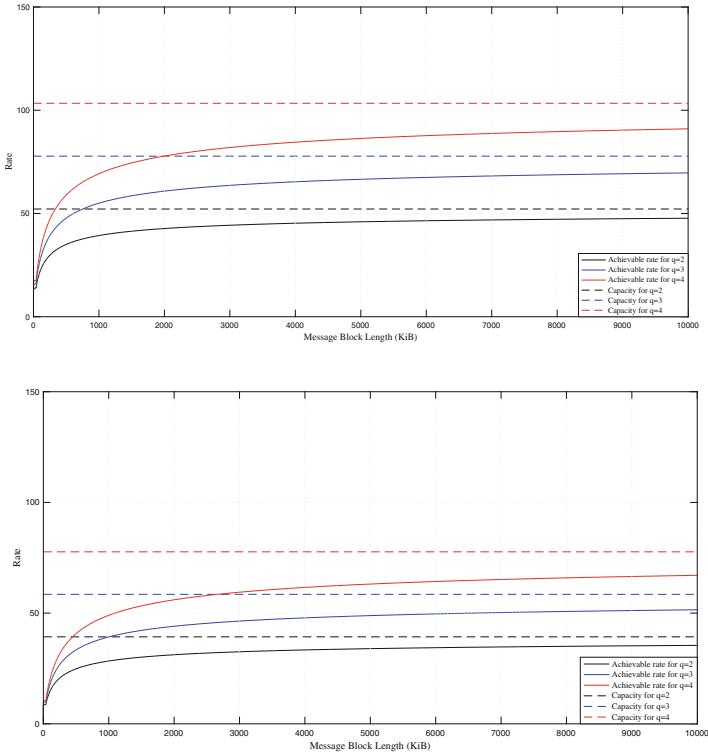 150
100
50
0
Rate
0 1000 2000 3000 4000 5000 6000 7000 8000 9000 10000
Message Block Length (KiB)
Achievable rate for q=2
Achievable rate for q=3
Achievable rate for q=4
Capacity for q=2
Capacity for q=3
Capacity for q=4
150
100
50
0
Rate
0 1000 2000 3000 4000 5000 6000 7000 8000 9000 10000
Message Block Length (KiB)
Achievable rate for q=2
Achievable rate for q=3
Achievable rate for q=4
Capacity for q=2
Capacity for q=3
Capacity for q=4